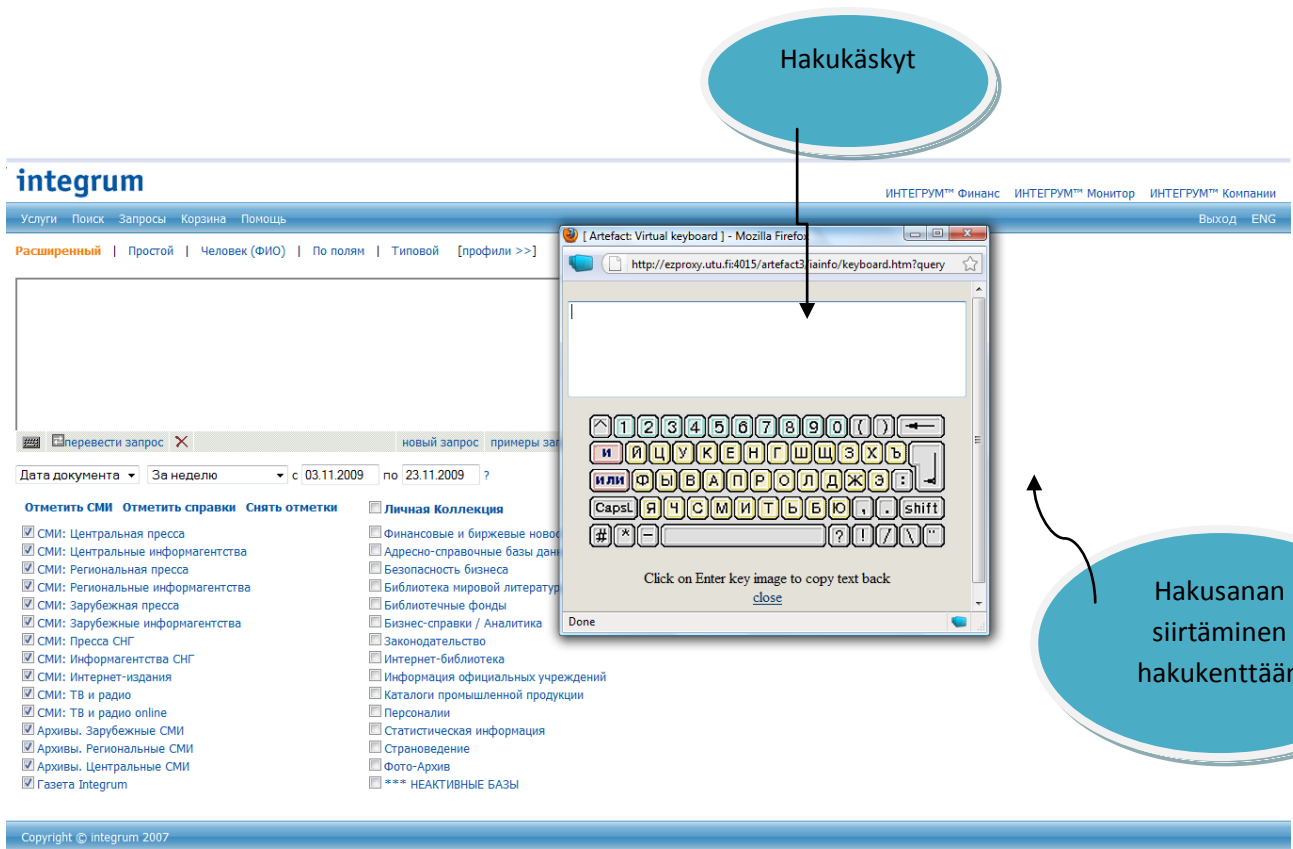 Hakukäskyt
integrum
ИНТЕГРУМ™ Финанс ИНТЕГРУМ™ Монитор ИНТЕГРУМ™ Компании
Услуги Поиск Запросы Корзина Помощь
Выход ENG
Расширенный | Простой | Человек (ФИО) | По полям | Типовой [профили >>]
[ Artefact: Virtual keyboard ] - Mozilla Firefox
http://ezproxy.utu.fi:4015/artefact3/iainfo/keyboard.htm?query
1 2 3 4 5 6 7 8 9 0 ( )
и Й Ц У К Е Н Г Ш Щ З Х Ъ
или Ф Ы В А П Р О Л Д Ж Э :
CapsL Я Ч С М И Т Ь Б Ю , . shift
# * – ? ! / \ "
Click on Enter key image to copy text back
close
Done
перевести запрос
новый запрос примеры за
Дата документа За неделю с 03.11.2009 по 23.11.2009 ?
Отметить СМИ Отметить справки Снять отметки
СМИ: Центральная пресса
СМИ: Центральные информагентства
СМИ: Региональная пресса
СМИ: Региональные информагентства
СМИ: Зарубежная пресса
СМИ: Зарубежные информагентства
СМИ: Пресса СНГ
СМИ: Информагентства СНГ
СМИ: Интернет-издания
СМИ: ТВ и радио
СМИ: ТВ и радио online
Архивы. Зарубежные СМИ
Архивы. Региональные СМИ
Архивы. Центральные СМИ
Газета Integrum
Личная Коллекция
Финансовые и биржевые ново
Адресно-справочные базы дан
Безопасность бизнеса
Библиотека мировой литератур
Библиотечные фонды
Бизнес-справки / Аналитика
Законодательство
Интернет-библиотека
Информация официальных учреждений
Каталоги промышленной продукции
Персоналии
Статистическая информация
Страноведение
Фото-Архив
*** НЕАКТИВНЫЕ БАЗЫ
Hakusanan
siirtäminen
hakukenttään
Copyright © integrum 2007